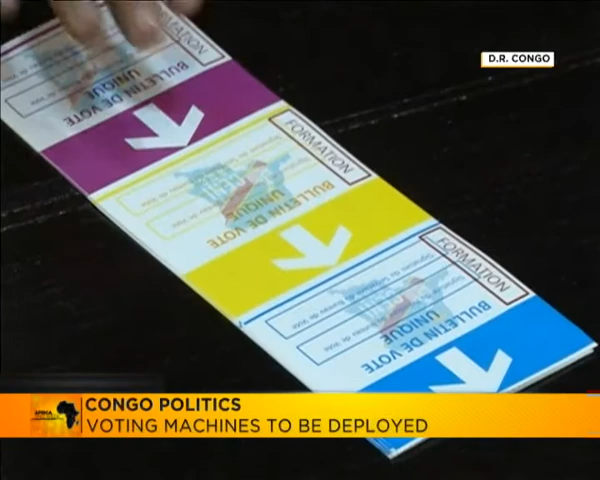 D.R. CONGO
FORMATION
BULLETIN DE VOTE
UNIQUE
FORMATION
BULLETIN DE VOTE
UNIQUE
FORMATION
BULLETIN DE VOTE
UNIQUE
AFRICA
CONGO POLITICS
VOTING MACHINES TO BE DEPLOYED